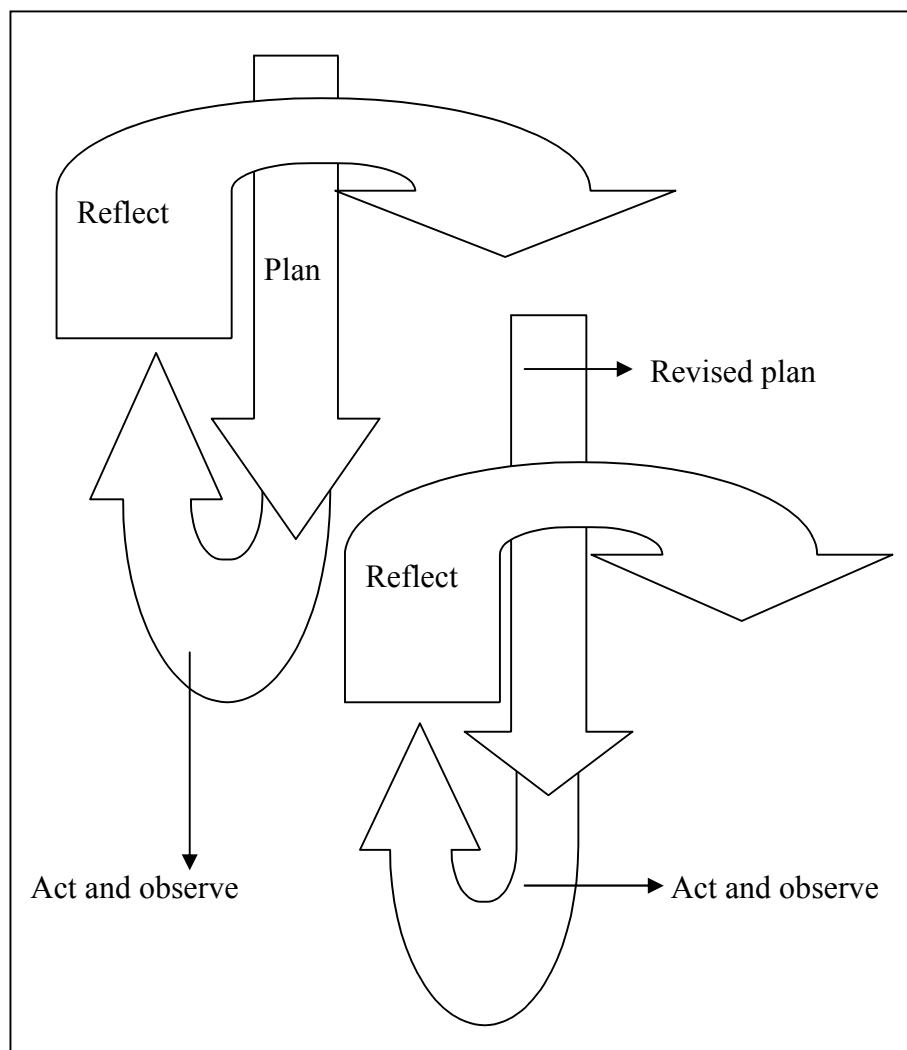 Reflect
Plan
Revised plan
Reflect
Act and observe
Act and observe